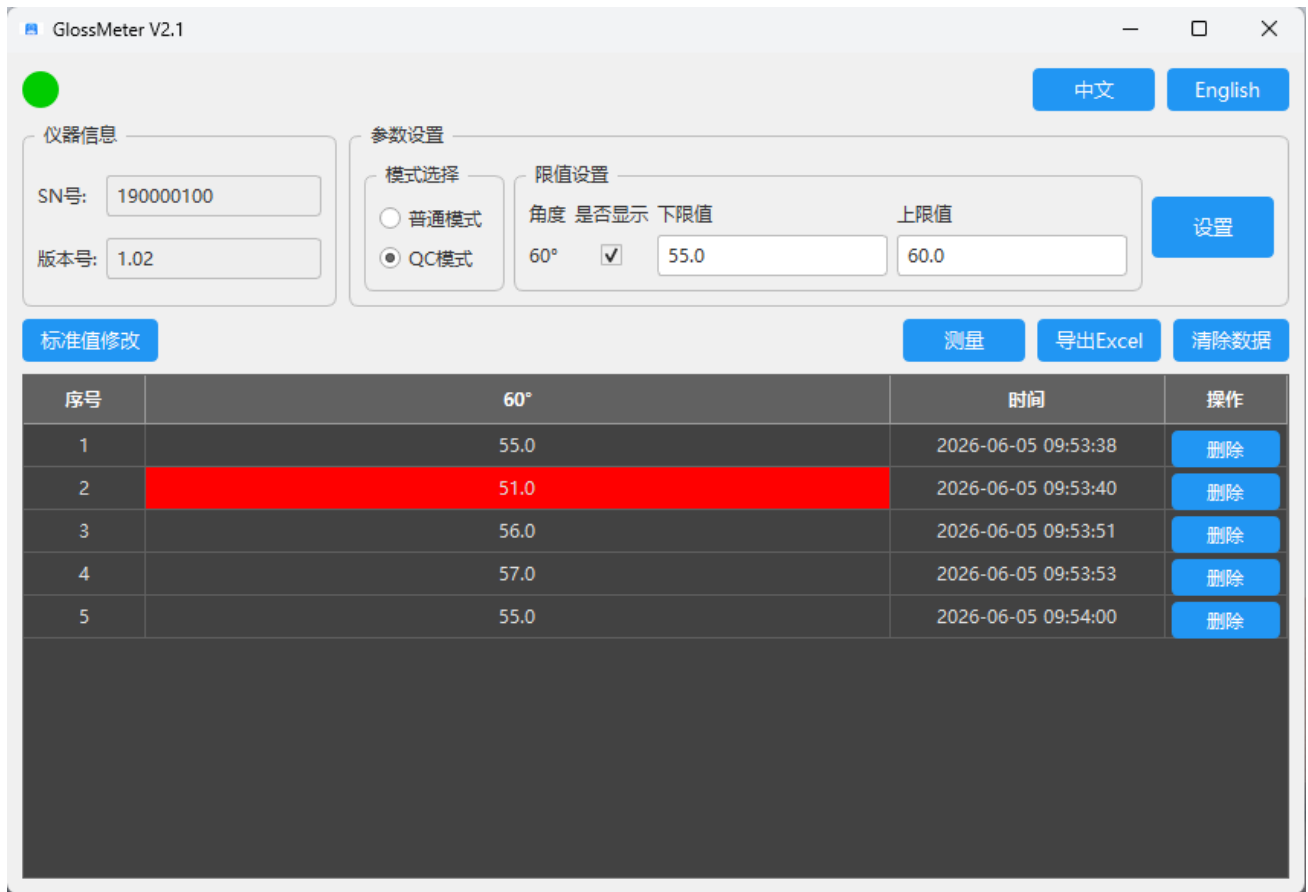 GlossMeter V2.1
中文 English
仪器信息
SN号: 190000100
版本号: 1.02
参数设置
模式选择
普通模式
QC模式
限值设置
角度 是否显示 下限值 上限值
60° 55.0 60.0
设置
标准值修改 测量 导出Excel 清除数据
序号 60° 时间 操作
1 55.0 2026-06-05 09:53:38 删除
2 51.0 2026-06-05 09:53:40 删除
3 56.0 2026-06-05 09:53:51 删除
4 57.0 2026-06-05 09:53:53 删除
5 55.0 2026-06-05 09:54:00 删除